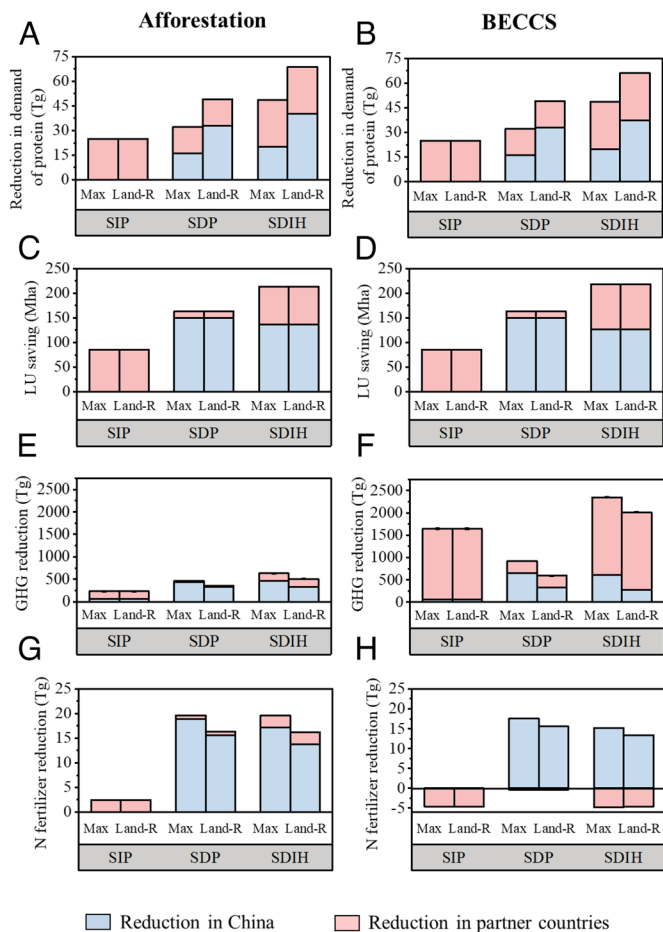 Afforestation
BECCS
A
Reduction in demand
of protein (Tg)
75
60
45
30
15
Max Land-R Max Land-R Max Land-R
SIP SDP SDIH
B
Reduction in demand
of protein (Tg)
75
60
45
30
15
Max Land-R Max Land-R Max Land-R
SIP SDP SDIH
C
LU saving (Mha)
250
200
150
100
50
0
Max Land-R Max Land-R Max Land-R
SIP SDP SDIH
D
LU saving (Mha)
250
200
150
100
50
0
Max Land-R Max Land-R Max Land-R
SIP SDP SDIH
E
GHG reduction (Tg)
2500
2000
1500
1000
500
0
Max Land-R Max Land-R Max Land-R
SIP SDP SDIH
F
GHG reduction (Tg)
2500
2000
1500
1000
500
0
Max Land-R Max Land-R Max Land-R
SIP SDP SDIH
G
N fertilizer reduction (Tg)
25
20
15
10
5
0
Max Land-R Max Land-R Max Land-R
SIP SDP SDIH
H
N fertilizer reduction (Tg)
25
20
15
10
5
0
-5
Max Land-R Max Land-R Max Land-R
SIP SDP SDIH
Reduction in China
Reduction in partner countries